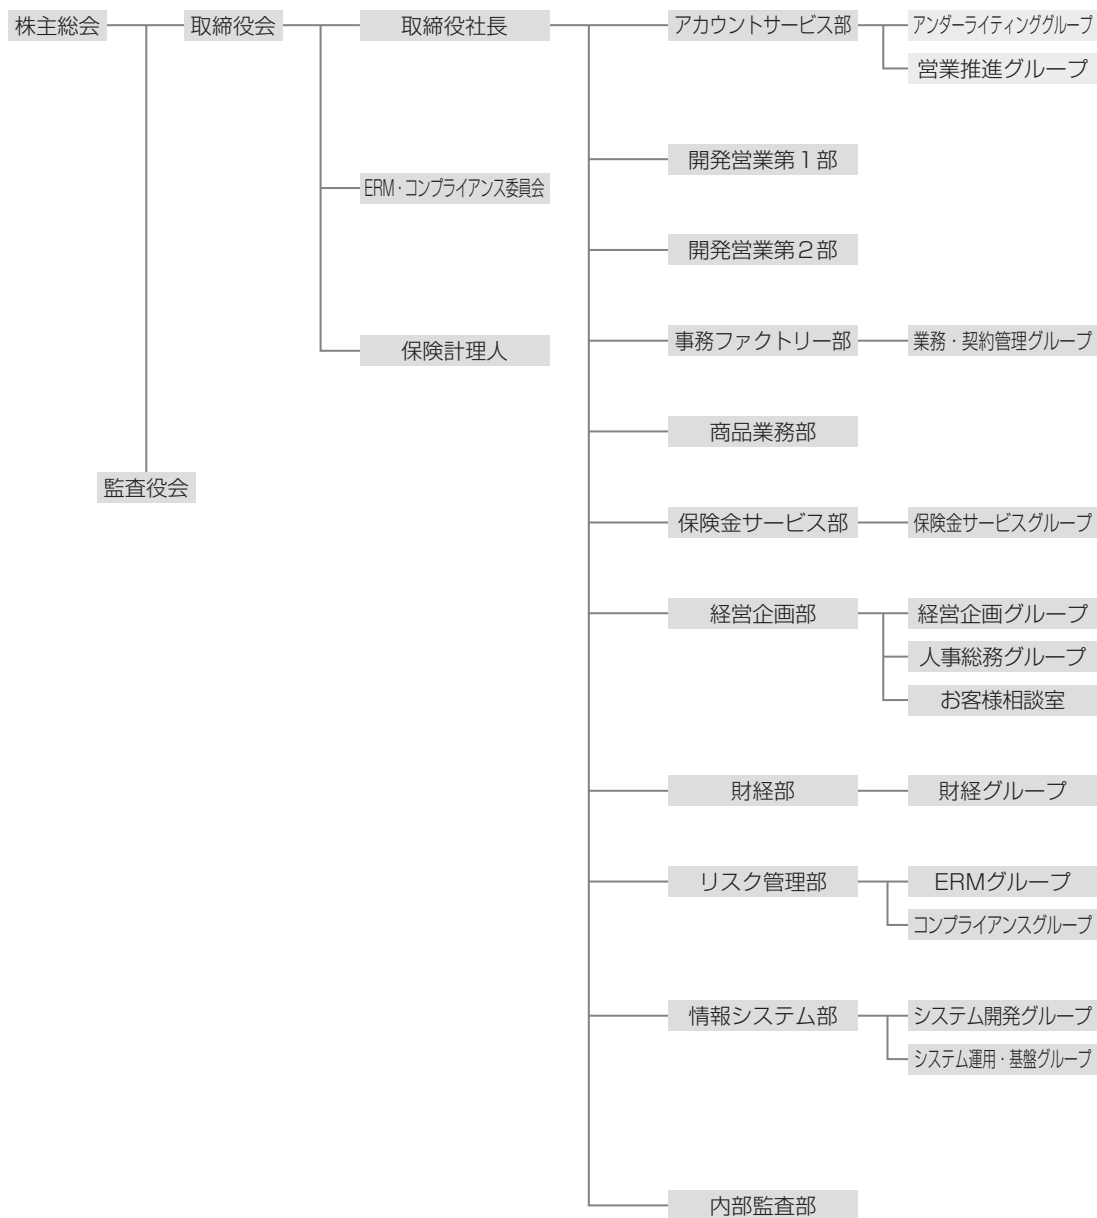 株主総会
取締役会
取締役社長
アカウントサービス部
アンダーライティンググループ
営業推進グループ
開発営業第1部
ERM・コンプライアンス委員会
開発営業第2部
事務ファクトリー部
業務・契約管理グループ
保険計理人
商品業務部
監査役会
保険金サービス部
保険金サービスグループ
経営企画部
経営企画グループ
人事総務グループ
お客様相談室
財経部
財経グループ
リスク管理部
ERMグループ
コンプライアンスグループ
情報システム部
システム開発グループ
システム運用・基盤グループ
内部監査部